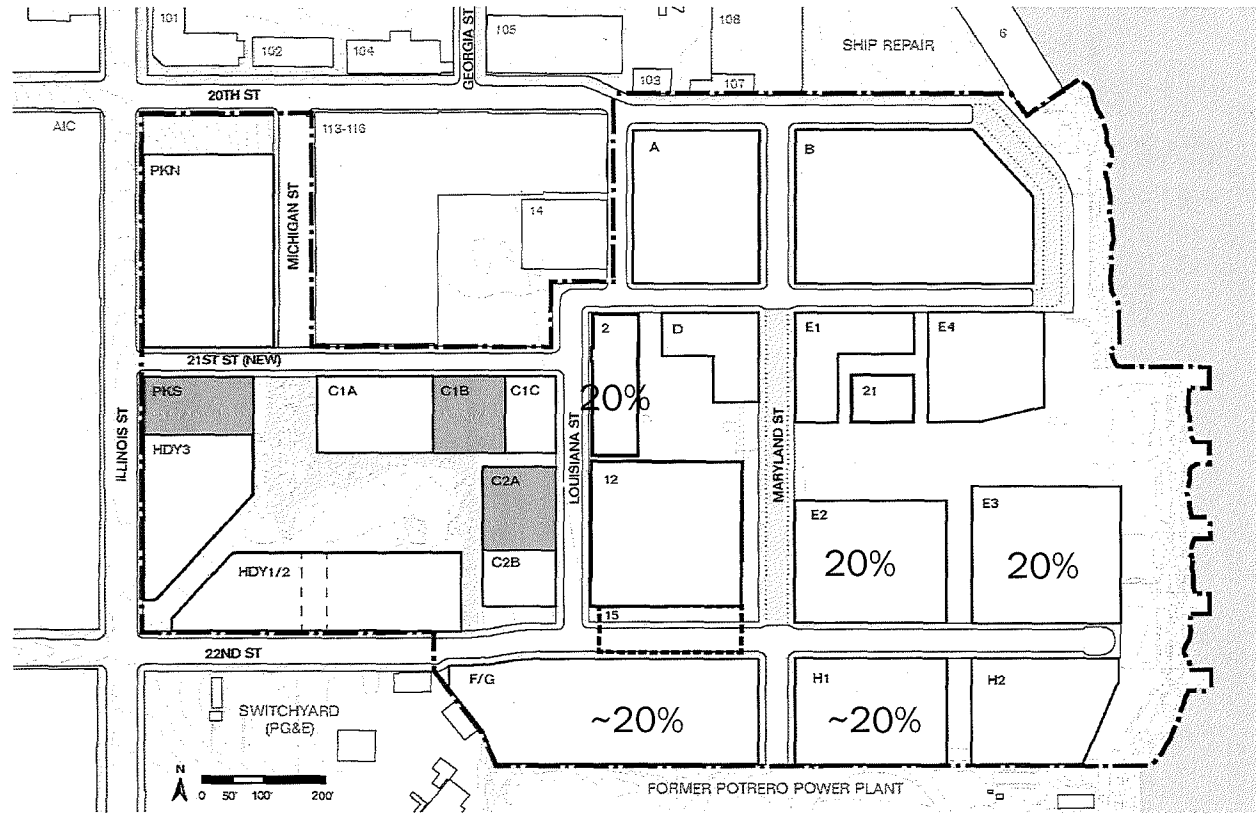 101
102
104
GEORGIA ST
105
108
103
107
SHIP REPAIR
6
20TH ST
AIC
113-116
PKN
MICHIGAN ST
14
A
B
21ST ST (NEW)
2
20%
D
E1
E4
21
PKS
C1A
C1B
C1C
ILLINOIS ST
HDY3
C2A
LOUISIANA ST
12
MARYLAND ST
E2
20%
E3
20%
HDY1/2
C2B
15
22ND ST
F/G
~20%
H1
~20%
H2
SWITCHYARD
(PG&E)
N
0 50' 100' 200'
FORMER POTRERO POWER PLANT